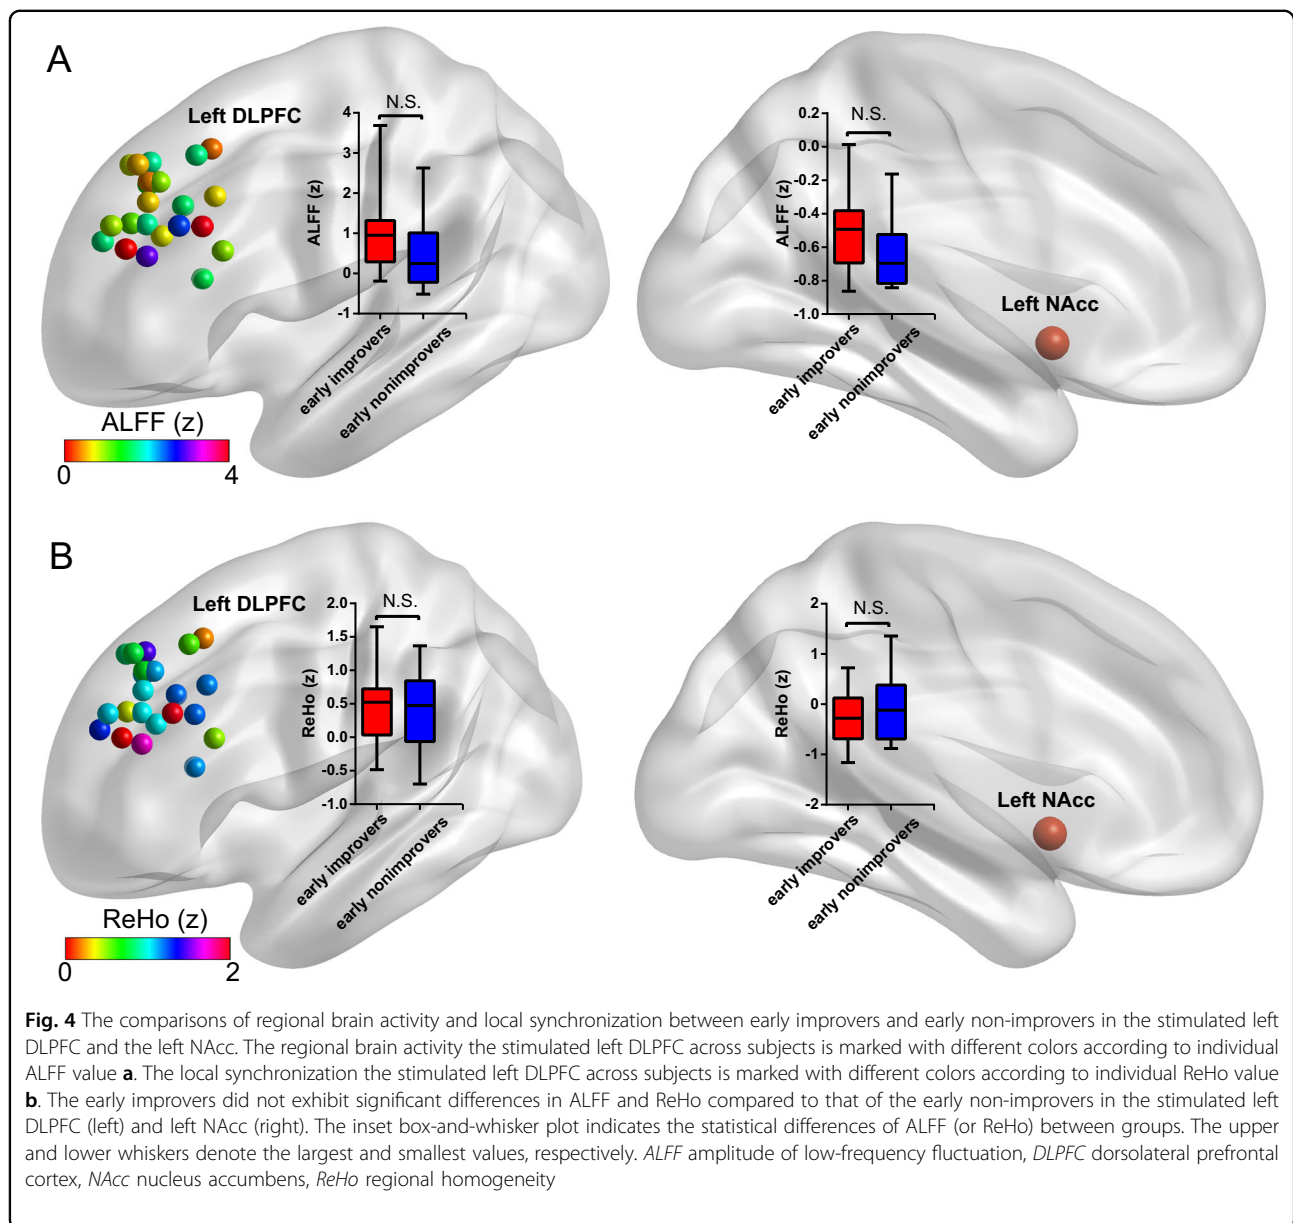 A
Left DLPFC
N.S.
4
3
2
1
0
-1
ALFF (z)
early improvers
early nonimprovers
ALFF (z)
0 4
N.S.
0.2
0.0
-0.2
-0.4
-0.6
-0.8
-1.0
ALFF (z)
early improvers
early nonimprovers
Left NAcc
B
Left DLPFC
N.S.
2.0
1.5
1.0
0.5
0.0
-0.5
-1.0
ReHo (z)
early improvers
early nonimprovers
ReHo (z)
0 2
N.S.
2
1
0
-1
-2
ReHo (z)
early improvers
early nonimprovers
Left NAcc
Fig. 4 The comparisons of regional brain activity and local synchronization between early improvers and early non-improvers in the stimulated left
DLPFC and the left NAcc. The regional brain activity the stimulated left DLPFC across subjects is marked with different colors according to individual
ALFF value a. The local synchronization the stimulated left DLPFC across subjects is marked with different colors according to individual ReHo value
b. The early improvers did not exhibit significant differences in ALFF and ReHo compared to that of the early non-improvers in the stimulated left
DLPFC (left) and left NAcc (right). The inset box-and-whisker plot indicates the statistical differences of ALFF (or ReHo) between groups. The upper
and lower whiskers denote the largest and smallest values, respectively. ALFF amplitude of low-frequency fluctuation, DLPFC dorsolateral prefrontal
cortex, NAcc nucleus accumbens, ReHo regional homogeneity